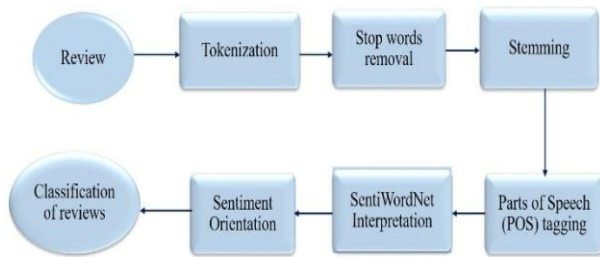 Review
Tokenization
Stop words
removal
Stemming
Parts of Speech
(POS) tagging
SentiWordNet
Interpretation
Sentiment
Orientation
Classification
of reviews